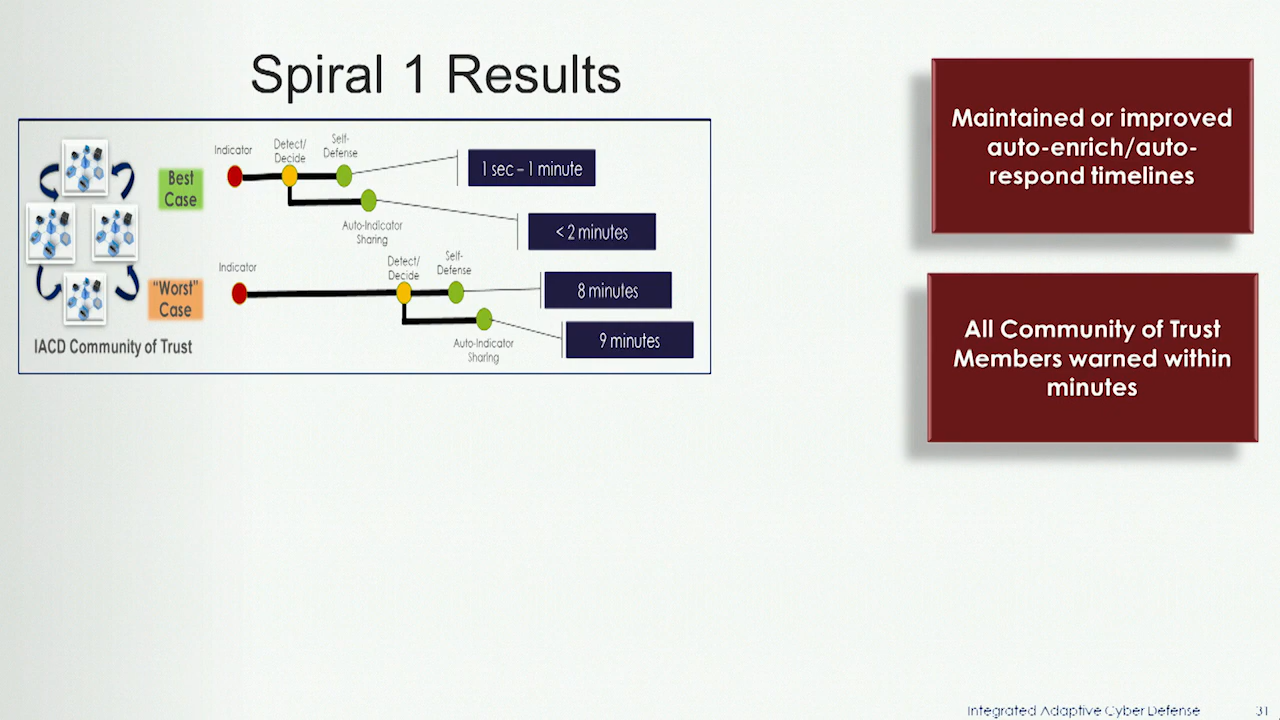 Spiral 1 Results
Indicator
Detect/
Decide
Self-
Defense
Best
Case
1 sec – 1 minute
Auto-Indicator
Sharing
< 2 minutes
Indicator
Detect/
Decide
Self-
Defense
"Worst"
Case
8 minutes
Auto-Indicator
Sharing
9 minutes
IACD Community of Trust
Maintained or improved
auto-enrich/auto-
respond timelines
All Community of Trust
Members warned within
minutes
Integrated Adaptive Cyber Defense
31